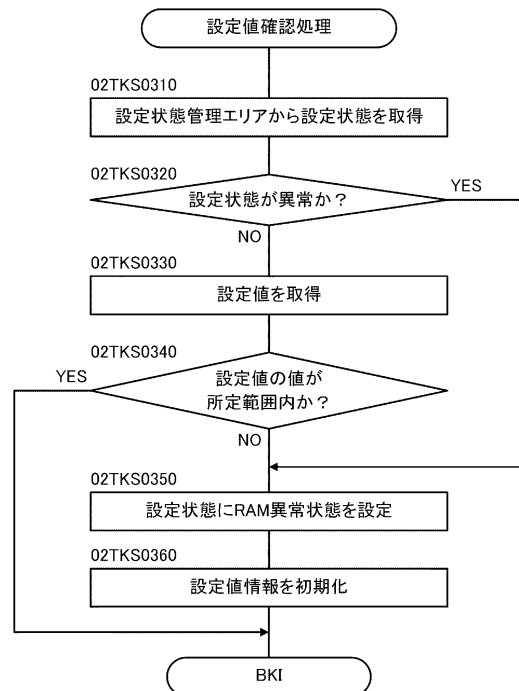 設定値確認処理
02TKS0310
設定状態管理エリアから設定状態を取得
02TKS0320
設定状態が異常か？
YES
NO
02TKS0330
設定値を取得
02TKS0340
YES
設定値の値が
所定範囲内か？
NO
02TKS0350
設定状態にRAM異常状態を設定
02TKS0360
設定値情報を初期化
BKI